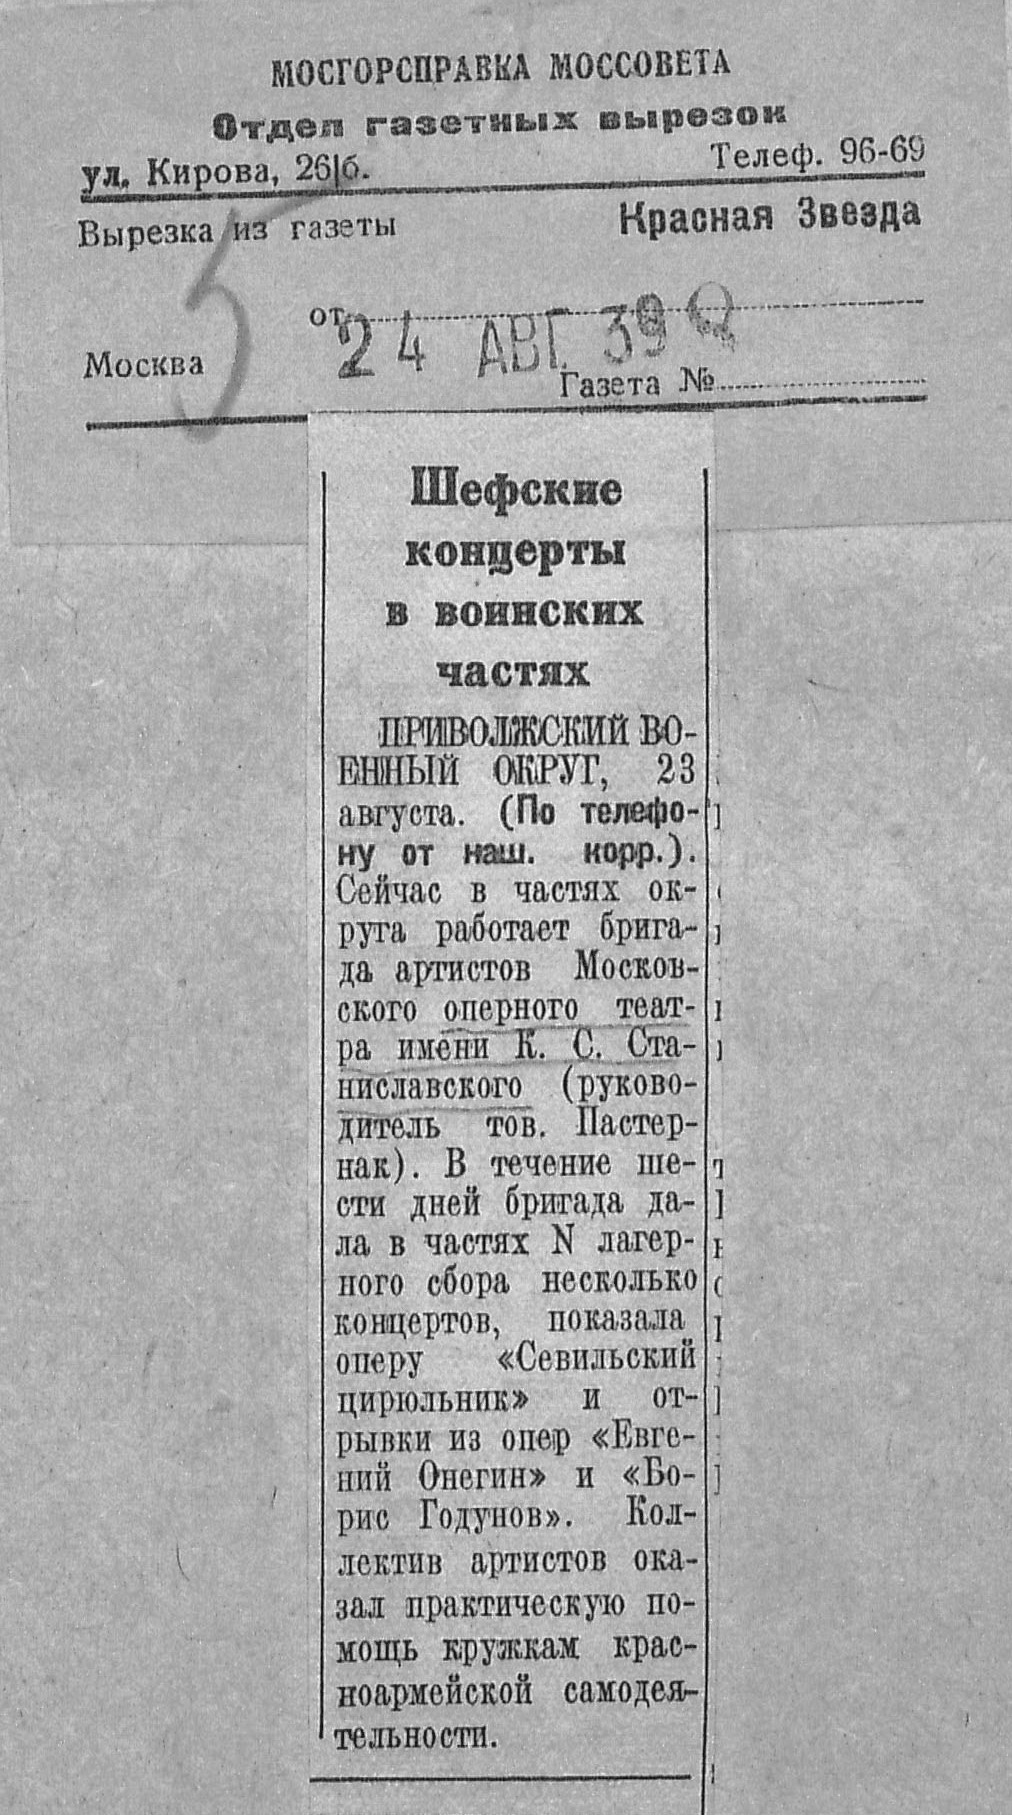 МОСГОРСПРАВКА МОССОВЕТА
Отдел газетных вырезок
ул. Кирова, 26|б.
Телеф. 96-69
Вырезка из газеты
Красная Звезда
5
от
24 АВГ 39
Москва
Газета №
Шефские
концерты
в воинских
частях
ПРИВОЛЖСКИЙ ВО-
ЕННЫЙ ОКРУГ, 23
августа. (По телефо-
ну от наш. корр.).
Сейчас в частях ок-
руга работает брига-
да артистов Москов-
ского оперного теат-
ра имени К. С. Ста-
ниславского (руково-
дитель тов. Пастер-
нак). В течение ше-
сти дней бригада да-
ла в частях N лагер-
ного сбора несколько
концертов, показала
оперу «Севильский
цирюльник» и от-
рывки из опер «Евге-
ний Онегин» и «Бо-
рис Годунов». Кол-
лектив артистов ока-
зал практическую по-
мощь кружкам крас-
ноармейской самодея-
тельности.